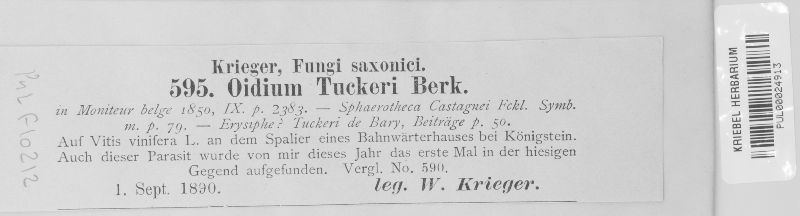 Krieger, Fungi saxonici.
595. Oidium Tuckeri Berk.
in Moniteur belge 1850, IX. p. 2383. — Sphaerotheca Castagnei Fckl. Symb.
m. p. 79. — Erysiphe? Tuckeri de Bary, Beiträge p. 50.
Auf Vitis vinifera L. an dem Spalier eines Bahnwärterhauses bei Königstein.
Auch dieser Parasit wurde von mir dieses Jahr das erste Mal in der hiesigen
Gegend aufgefunden. Vergl. No. 590.
1. Sept. 1890. leg. W. Krieger.
PUL F10212
KRIEBEL HERBARIUM
PUL00024913